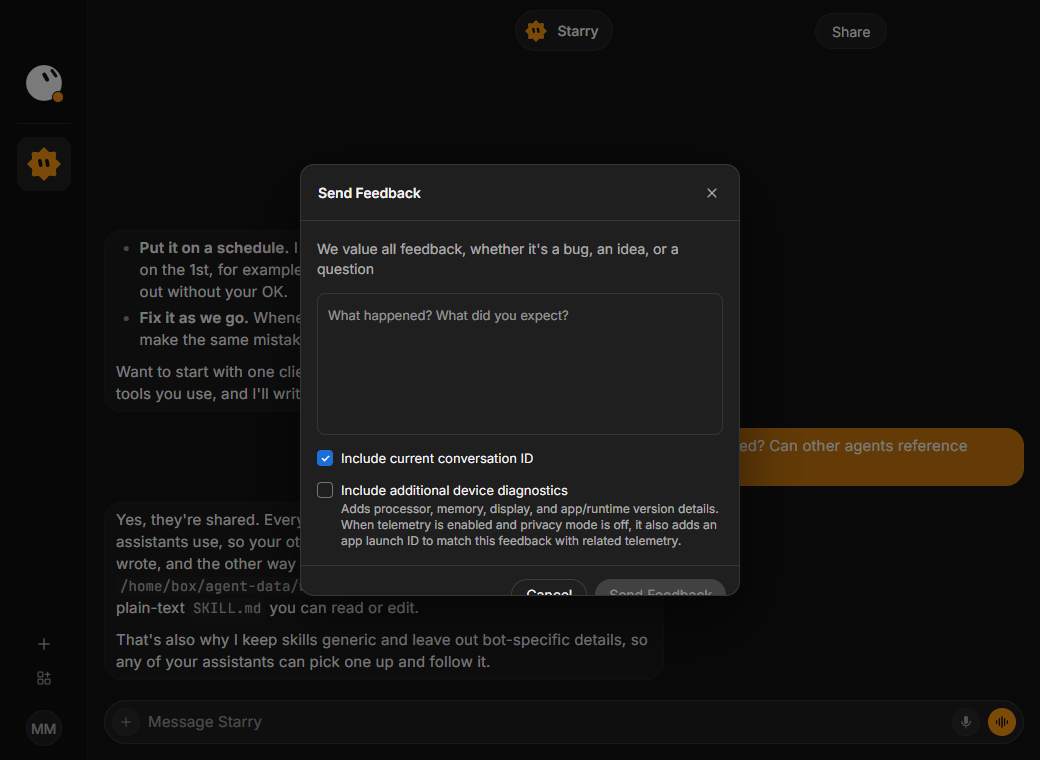 Starry
Share
Put it on a schedule. I
on the 1st, for example
out without your OK.
Fix it as we go. Whene
make the same mistak
Want to start with one clie
tools you use, and I'll writ
ed? Can other agents reference
Send Feedback
We value all feedback, whether it's a bug, an idea, or a
question
What happened? What did you expect?
Include current conversation ID
Include additional device diagnostics
Adds processor, memory, display, and app/runtime version details.
When telemetry is enabled and privacy mode is off, it also adds an
app launch ID to match this feedback with related telemetry.
Cancel
Send Feedback
Yes, they're shared. Every
assistants use, so your ot
wrote, and the other way
/home/box/agent-data/
plain-text SKILL.md you can read or edit.
That's also why I keep skills generic and leave out bot-specific details, so
any of your assistants can pick one up and follow it.
MM
Message Starry